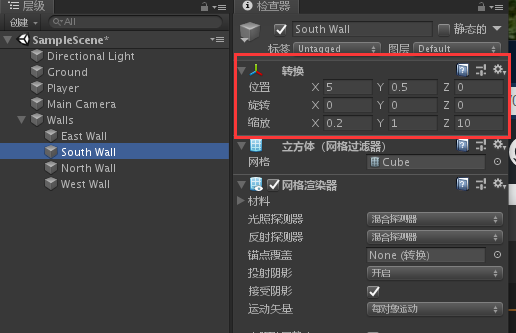 层级
创建 All
SampleScene*
Directional Light
Ground
Player
Main Camera
Walls
East Wall
South Wall
North Wall
West Wall
检查器
South Wall 静态的
标签 Untagged 图层 Default
转换
位置 X 5 Y 0.5 Z 0
旋转 X 0 Y 0 Z 0
缩放 X 0.2 Y 1 Z 10
立方体（网格过滤器）
网格 Cube
网格渲染器
材料
光照探测器 混合探测器
反射探测器 混合探测器
锚点覆盖 None (转换)
投射阴影 开启
接受阴影
运动矢量 每对象运动